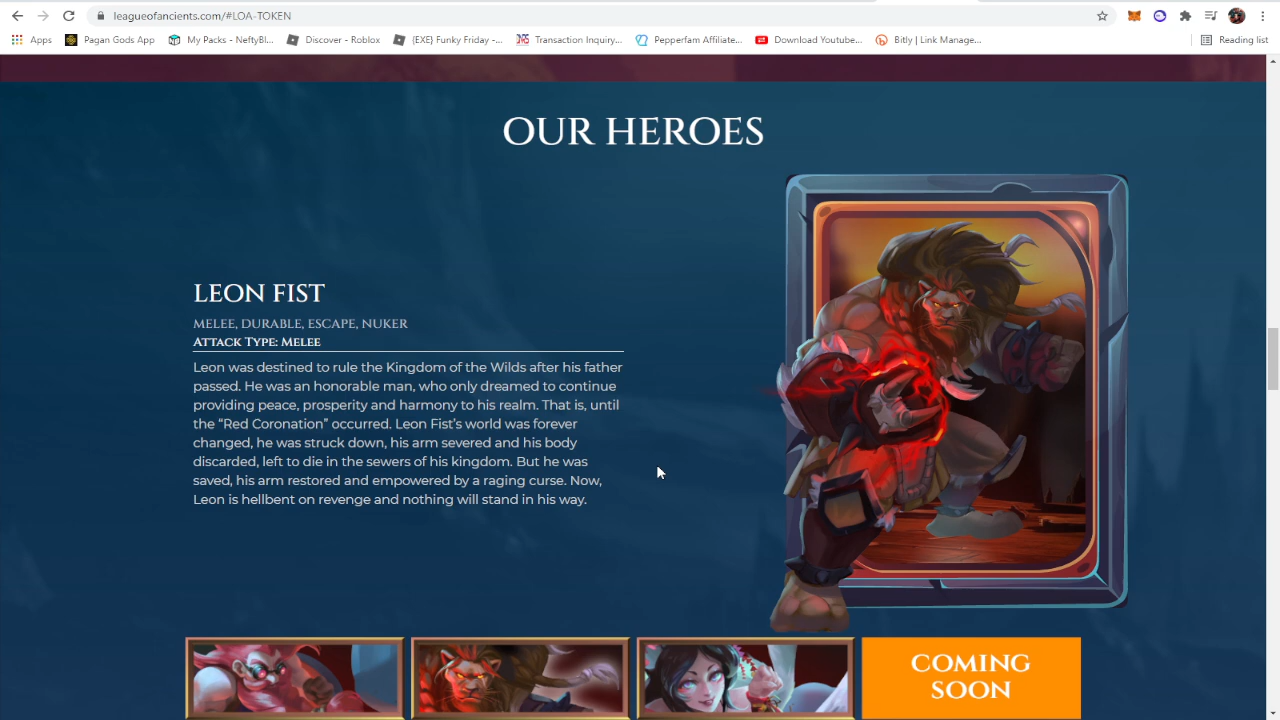 leagueofancients.com/#LOA-TOKEN
Apps
Pagan Gods App
My Packs - NeftyBl...
Discover - Roblox
{EXE} Funky Friday -...
Transaction Inquiry...
Pepperfam Affiliate...
Download Youtube...
Bitly | Link Manage...
Reading list
OUR HEROES
LEON FIST
MELEE, DURABLE, ESCAPE, NUKER
ATTACK TYPE: MELEE
Leon was destined to rule the Kingdom of the Wilds after his father
passed. He was an honorable man, who only dreamed to continue
providing peace, prosperity and harmony to his realm. That is, until
the “Red Coronation” occurred. Leon Fist’s world was forever
changed, he was struck down, his arm severed and his body
discarded, left to die in the sewers of his kingdom. But he was
saved, his arm restored and empowered by a raging curse. Now,
Leon is hellbent on revenge and nothing will stand in his way.
COMING
SOON